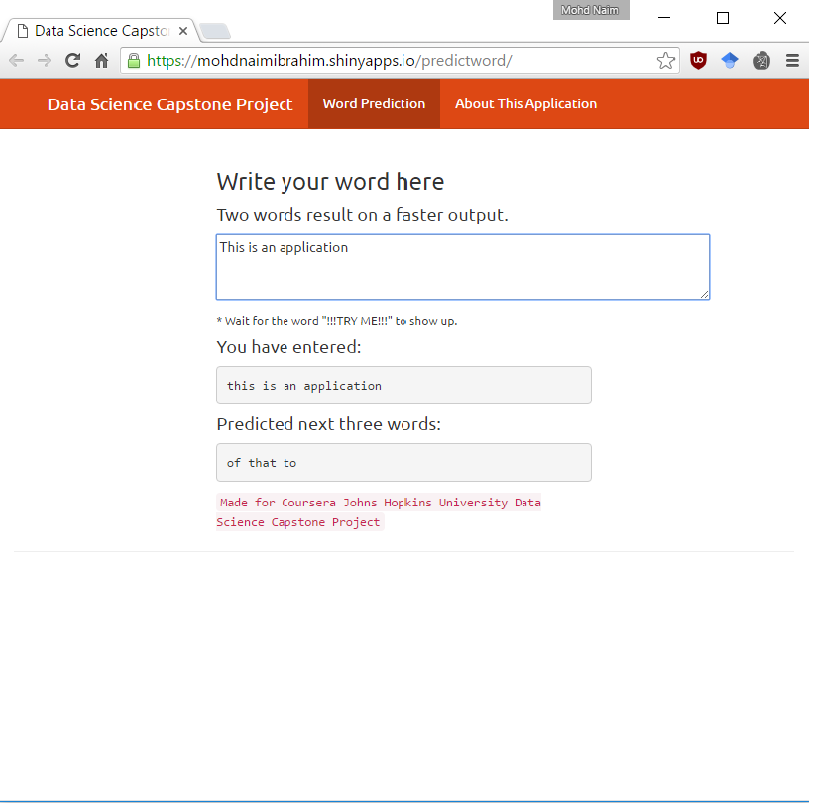 Mohd Naim
Data Science Capsto
https://mohdnaimibrahim.shinyapps.io/predictword/
Data Science Capstone Project Word Prediction About This Application
Write your word here
Two words result on a faster output.
This is an application
* Wait for the word "!!!TRY ME!!!" to show up.
You have entered:
this is an application
Predicted next three words:
of that to
Made for Coursera Johns Hopkins University Data
Science Capstone Project